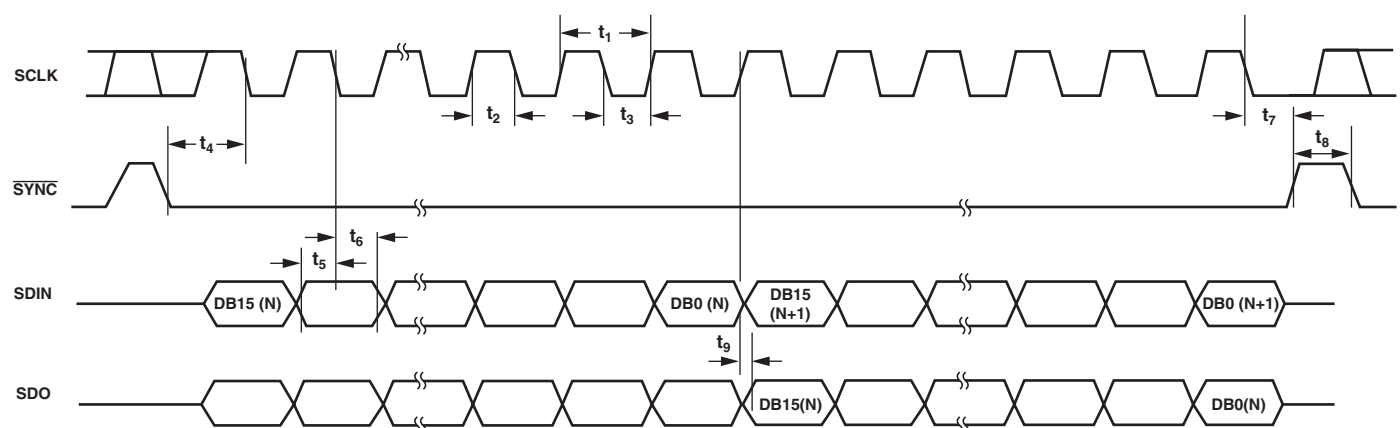 t₁
SCLK
t₂
t₃
t₇
t₄
t₈
SYNC
t₆
t₅
SDIN
DB15 (N)
DB0 (N)
DB15
(N+1)
DB0 (N+1)
t₉
SDO
DB15(N)
DB0(N)